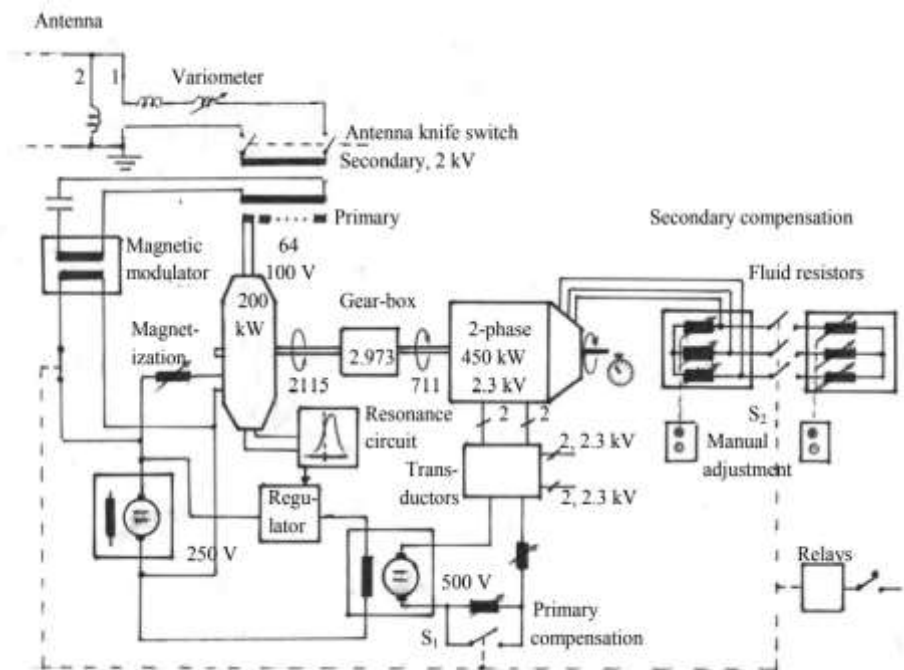 Antenna
2
1
Variometer
Antenna knife switch
Secondary, 2 kV
Primary
64
100 V
Magnetic
modulator
Secondary compensation
Fluid resistors
200
kW
Gear-box
2.973
2-phase
450 kW
2.3 kV
Magnet-
ization
2115
711
2
2
Resonance
circuit
S2
Manual
adjustment
2, 2.3 kV
Trans-
ductors
2, 2.3 kV
Regu-
lator
250 V
500 V
Relays
S1
Primary
compensation